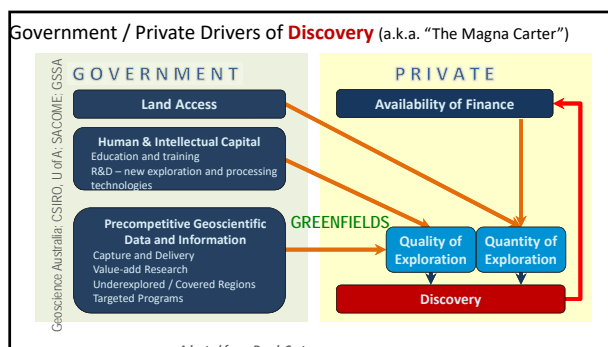 Government / Private Drivers of Discovery (a.k.a. “The Magna Carter”)
Geoscience Australia; CSIRO, U of A; SACOME; GSSA
GOVERNMENT
PRIVATE
Land Access
Availability of Finance
Human & Intellectual Capital
Education and training
R&D – new exploration and processing
technologies
Precompetitive Geoscientific
Data and Information
Capture and Delivery
Value-add Research
Underexplored / Covered Regions
Targeted Programs
GREENFIELDS
Quality of
Exploration
Quantity of
Exploration
Discovery